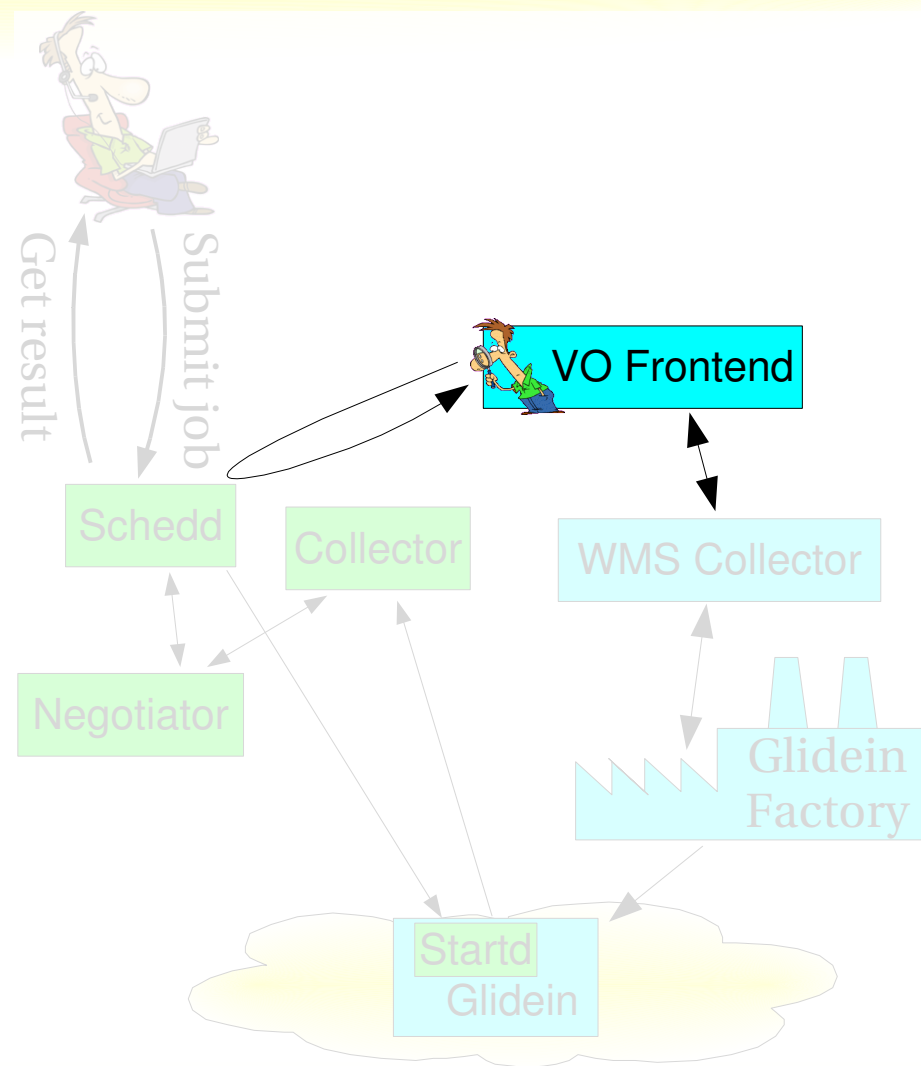 Get result
Submit job
VO Frontend
Schedd
Collector
WMS Collector
Negotiator
Glidein
Factory
Startd
Glidein